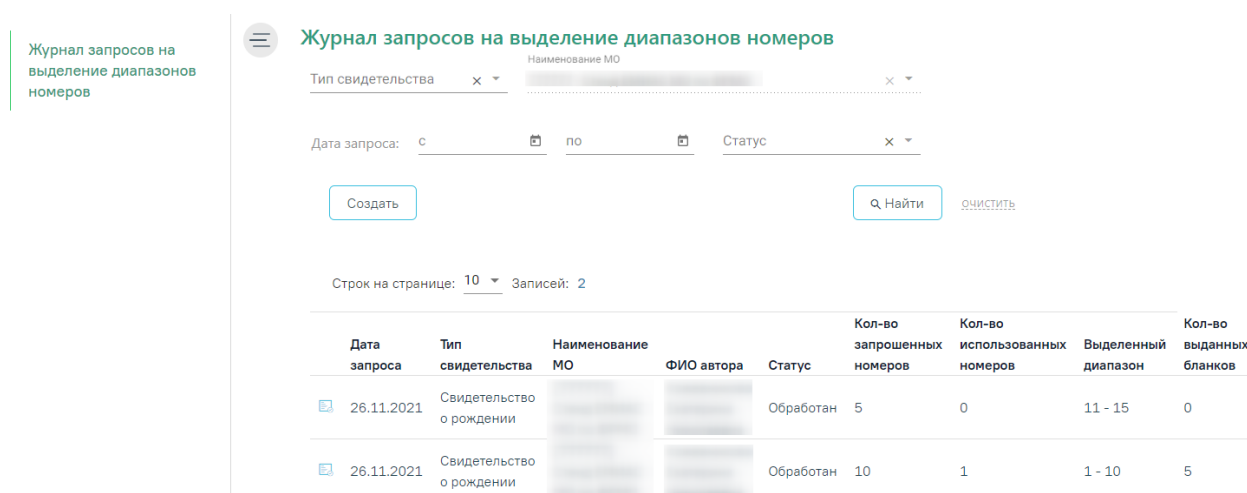 Журнал запросов на
выделение диапазонов
номеров
Журнал запросов на выделение диапазонов номеров
Тип свидетельства
Наименование МО
Дата запроса: с по Статус
Создать Найти очистить
Строк на странице: 10 Записей: 2
Дата
запроса
Тип
свидетельства
Наименование
МО
ФИО автора
Статус
Кол-во
запрошенных
номеров
Кол-во
использованных
номеров
Выделенный
диапазон
Кол-во
выданных
бланков
26.11.2021
Свидетельство
о рождении
Обработан 5 0 11 - 15 0
26.11.2021
Свидетельство
о рождении
Обработан 10 1 1 - 10 5